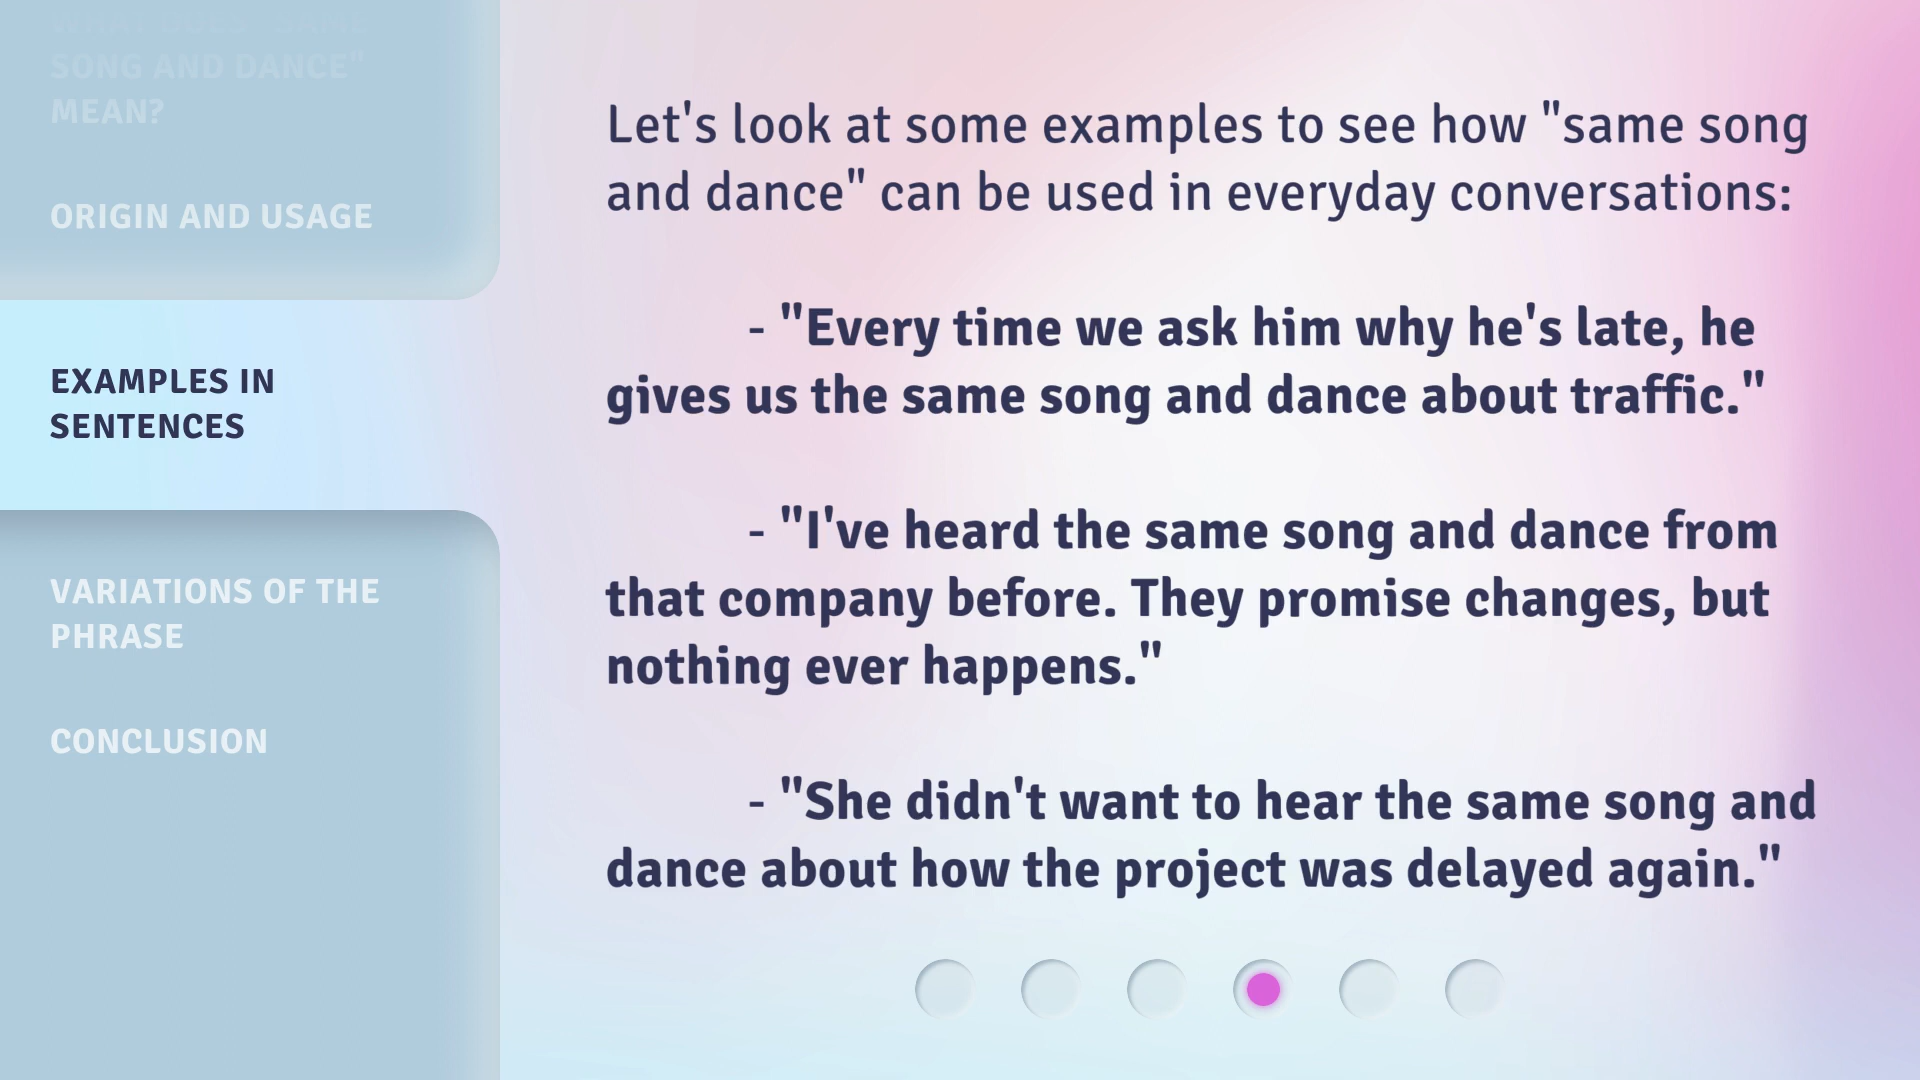 WHAT DOES "SAME
SONG AND DANCE"
MEAN?
ORIGIN AND USAGE
EXAMPLES IN
SENTENCES
VARIATIONS OF THE
PHRASE
CONCLUSION
Let's look at some examples to see how "same song
and dance" can be used in everyday conversations:
- "Every time we ask him why he's late, he
gives us the same song and dance about traffic."
- "I've heard the same song and dance from
that company before. They promise changes, but
nothing ever happens."
- "She didn't want to hear the same song and
dance about how the project was delayed again."